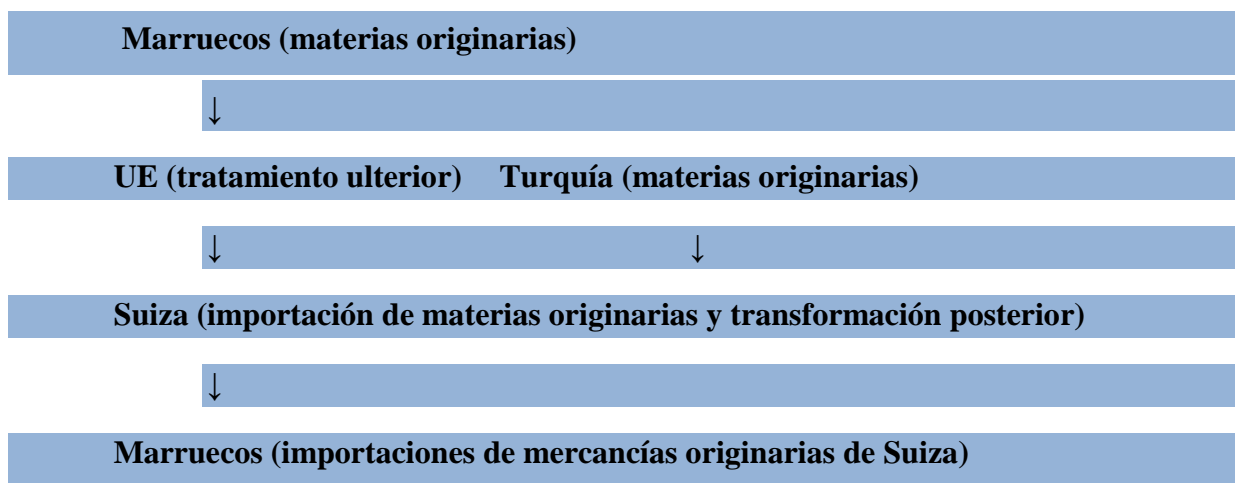 Marruecos (materias originarias)
↓
UE (tratamiento ulterior) Turquía (materias originarias)
↓ ↓
Suiza (importación de materias originarias y transformación posterior)
↓
Marruecos (importaciones de mercancías originarias de Suiza)